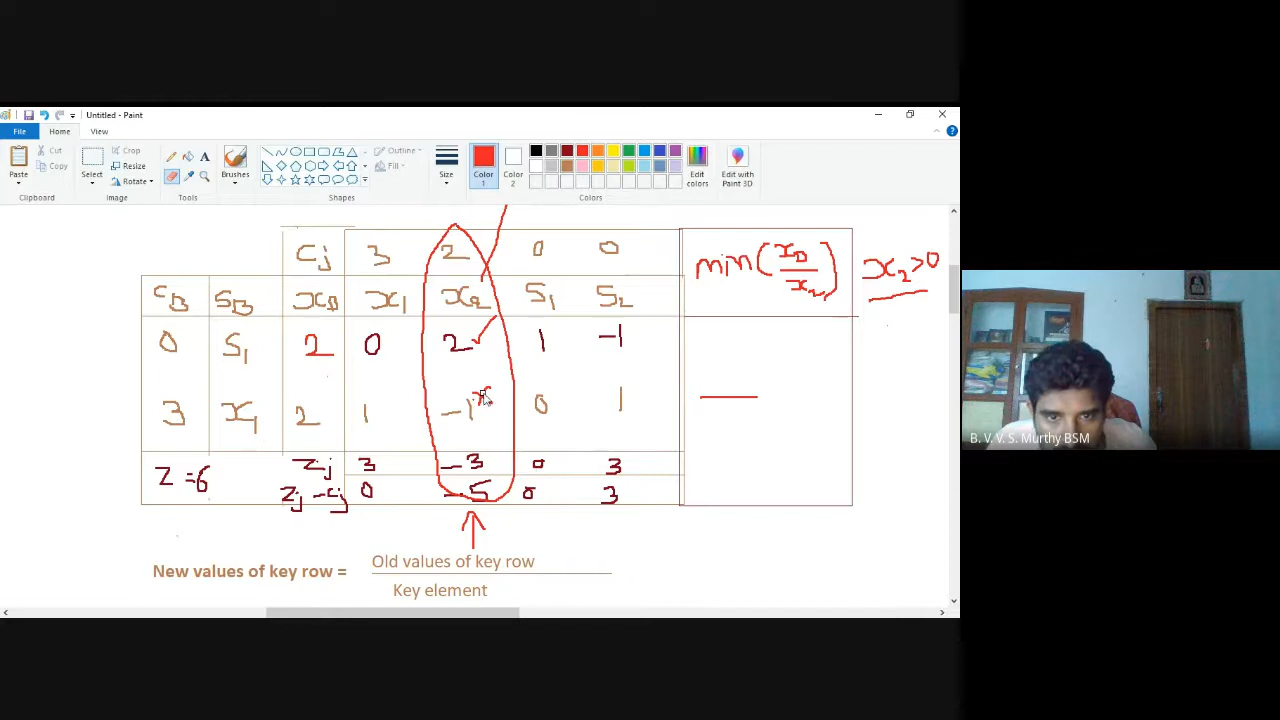 Untitled - Paint
File Home View
Cut
Copy
Paste
Clipboard
Crop
Resize
Rotate
Select
Image
A
Tools
Brushes
Outline
Fill
Shapes
Size
Color 1
Color 2
Edit colors
Colors
Edit with Paint 3D
Cj 3 2 0 0 min(xB/x2) x2>0
CB SB xB x1 x2 S1 S2
0 S1 2 0 2 1 -1
3 x1 2 1 -1 0 1
Z = 6 Zj 3 -3 0 3
Zj - Cj 0 -5 0 3
New values of key row = Old values of key row
Key element
B. V. V. S. Murthy BSM